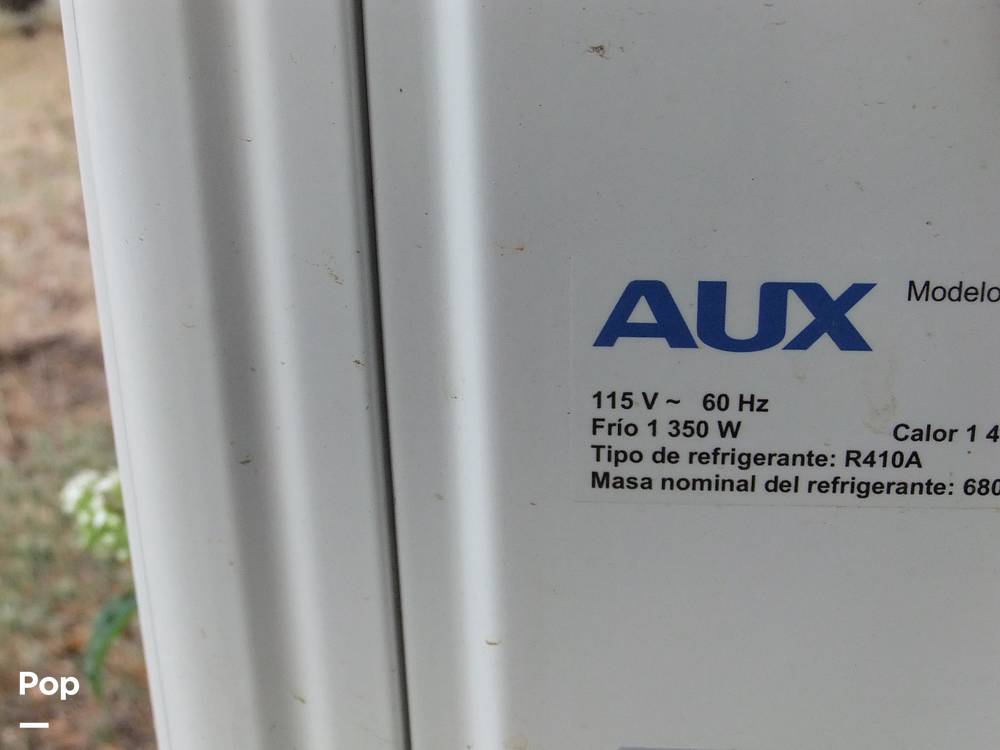 AUX Modelo
115 V ~ 60 Hz
Frío 1 350 W Calor 1 4
Tipo de refrigerante: R410A
Masa nominal del refrigerante: 680
Pop